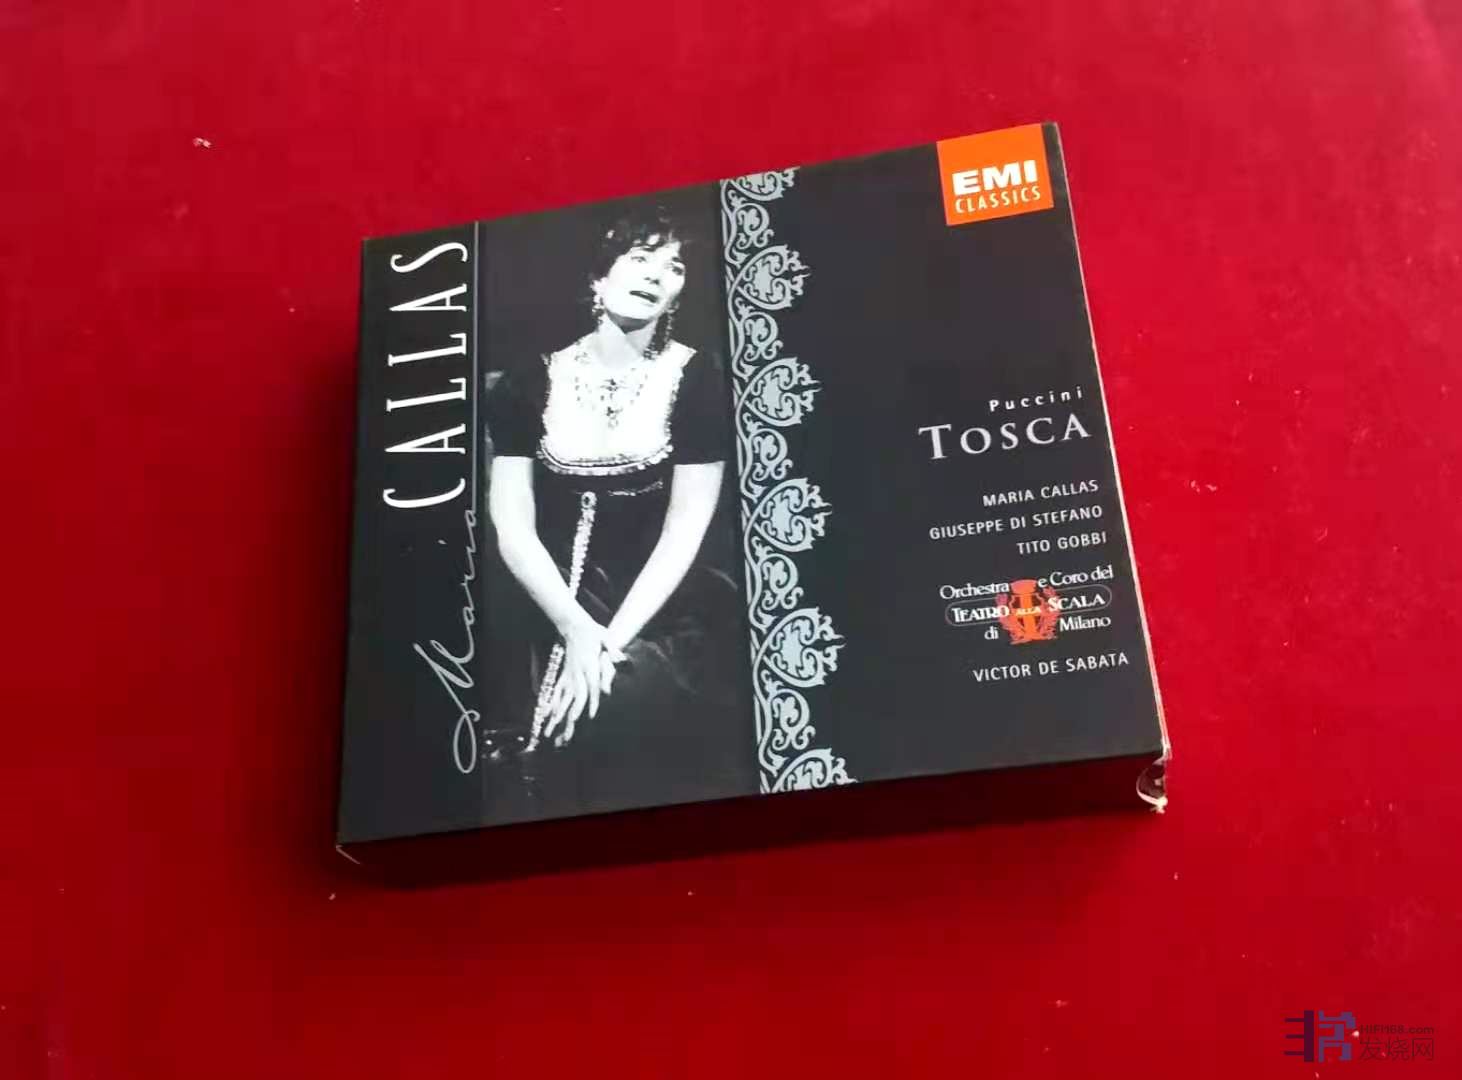 Maria CALLAS
EMI
CLASSICS
Puccini
TOSCA
MARIA CALLAS
GIUSEPPE DI STEFANO
TITO GOBBI
Orchestra e Coro del
TEATRO ALLA SCALA
di Milano
VICTOR DE SABATA
HIFI168.com
发烧网